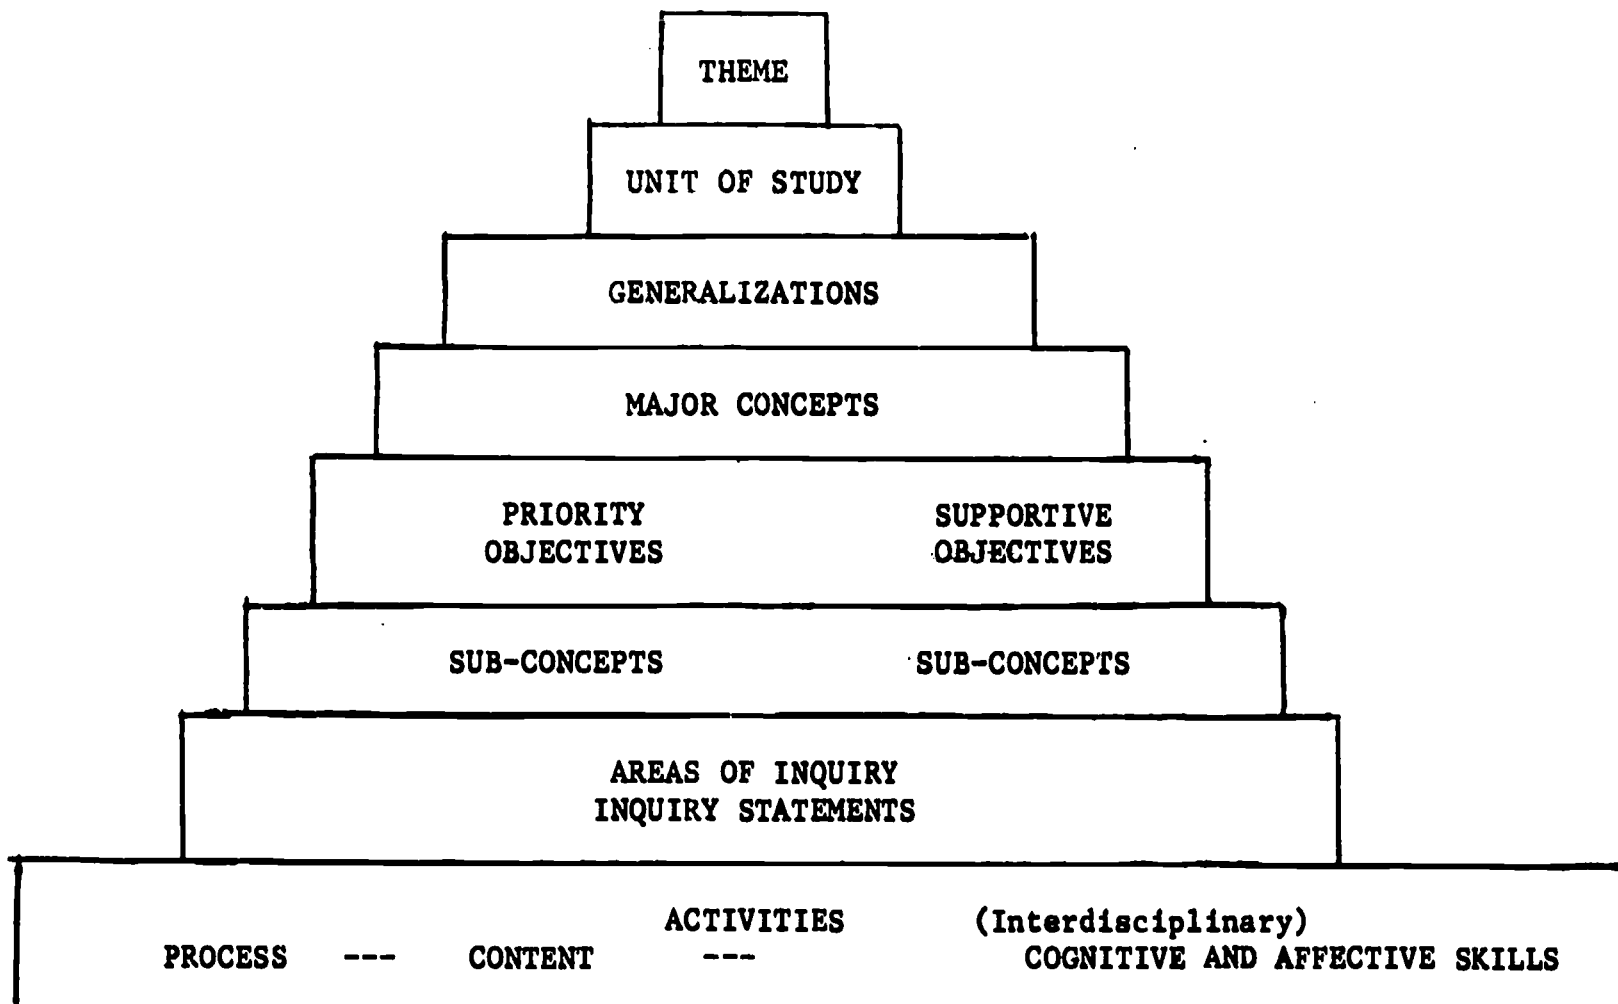 THEME
UNIT OF STUDY
GENERALIZATIONS
MAJOR CONCEPTS
PRIORITY SUPPORTIVE
OBJECTIVES OBJECTIVES
SUB-CONCEPTS SUB-CONCEPTS
AREAS OF INQUIRY
INQUIRY STATEMENTS
ACTIVITIES (Interdisciplinary)
PROCESS --- CONTENT --- COGNITIVE AND AFFECTIVE SKILLS